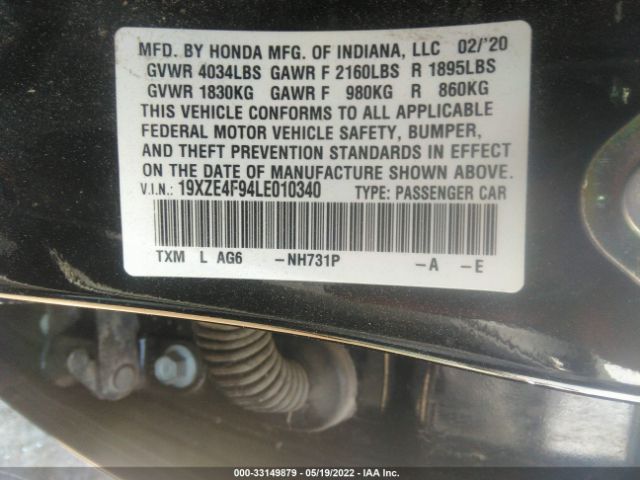 MFD. BY HONDA MFG. OF INDIANA, LLC 02/'20
GVWR 4034LBS GAWR F 2160LBS R 1895LBS
GVWR 1830KG GAWR F 980KG R 860KG
THIS VEHICLE CONFORMS TO ALL APPLICABLE
FEDERAL MOTOR VEHICLE SAFETY, BUMPER,
AND THEFT PREVENTION STANDARDS IN EFFECT
ON THE DATE OF MANUFACTURE SHOWN ABOVE.
V.I.N.: 19XZE4F94LE010340 TYPE: PASSENGER CAR
TXM L AG6 -NH731P -A -E
000-33149879 - 05/19/2022 - IAA Inc.